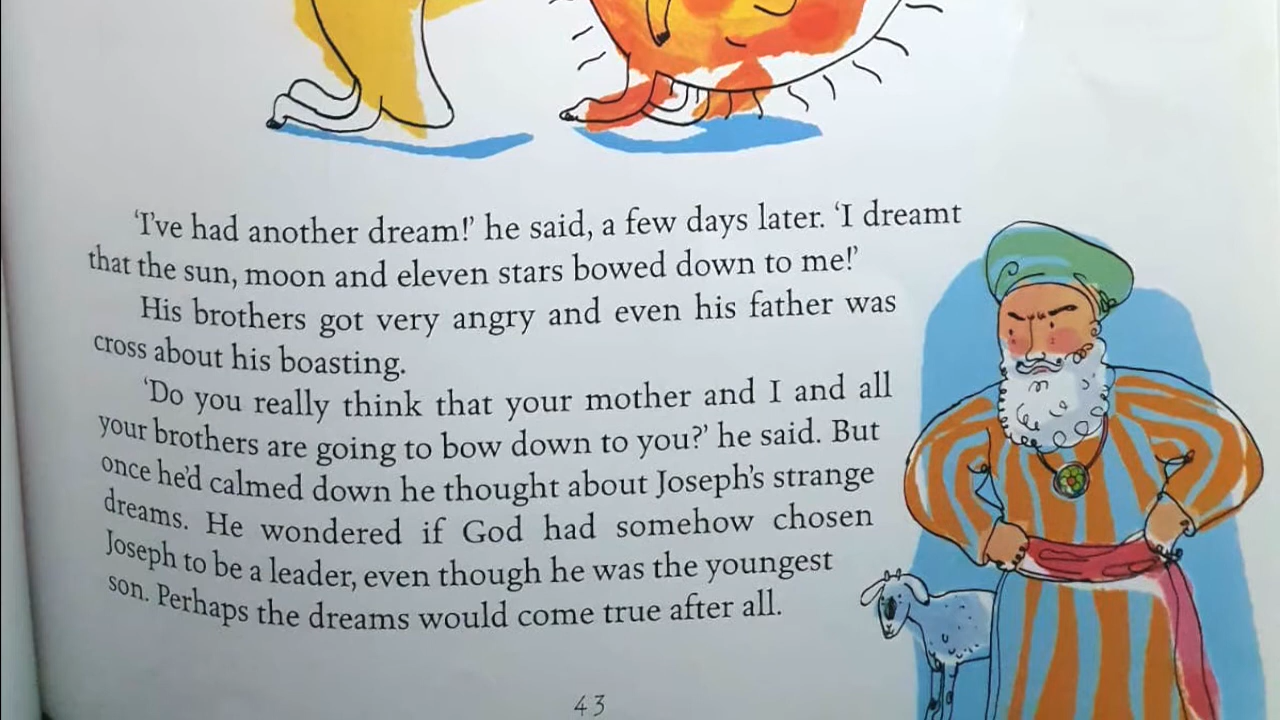 ‘I’ve had another dream!’ he said, a few days later. ‘I dreamt
that the sun, moon and eleven stars bowed down to me!’
His brothers got very angry and even his father was
cross about his boasting.
‘Do you really think that your mother and I and all
your brothers are going to bow down to you?’ he said. But
once he’d calmed down he thought about Joseph’s strange
dreams. He wondered if God had somehow chosen
Joseph to be a leader, even though he was the youngest
son. Perhaps the dreams would come true after all.
43